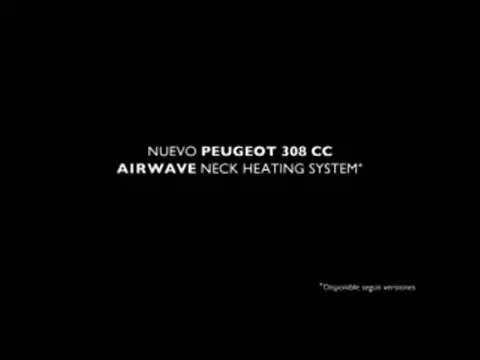 NUEVO PEUGEOT 308 CC
AIRWAVE NECK HEATING SYSTEM*
*Disponible según versiones